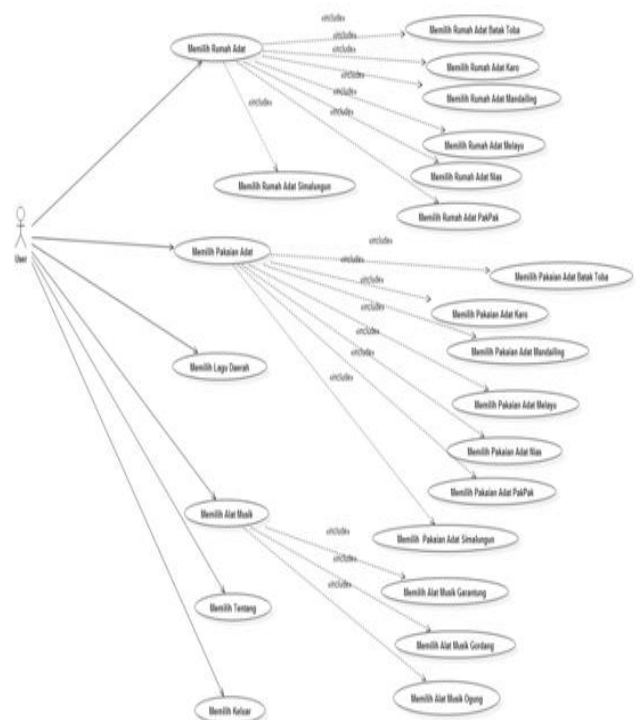 «include»
Memilih Rumah Adat Batak Toba
«include»
Memilih Rumah Adat
«include»
Memilih Rumah Adat Karo
«include»
Memilih Rumah Adat Mandailing
«include»
«include»
«include»
Memilih Rumah Adat Melayu
Memilih Rumah Adat Nias
Memilih Rumah Adat Simalungun
Memilih Rumah Adat PakPak
User
Memilih Pakaian Adat
«include»
Memilih Pakaian Adat Batak Toba
«include»
Memilih Pakaian Adat Karo
«include»
Memilih Pakaian Adat Mandailing
«include»
«include»
Memilih Lagu Daerah
«include»
Memilih Pakaian Adat Melayu
Memilih Pakaian Adat Nias
Memilih Pakaian Adat PakPak
Memilih Alat Musik
«include»
Memilih Pakaian Adat Simalungun
«include»
Memilih Alat Musik Garantung
«include»
Memilih Tentang
Memilih Alat Musik Gordang
Memilih Alat Musik Ogung
Memilih Keluar